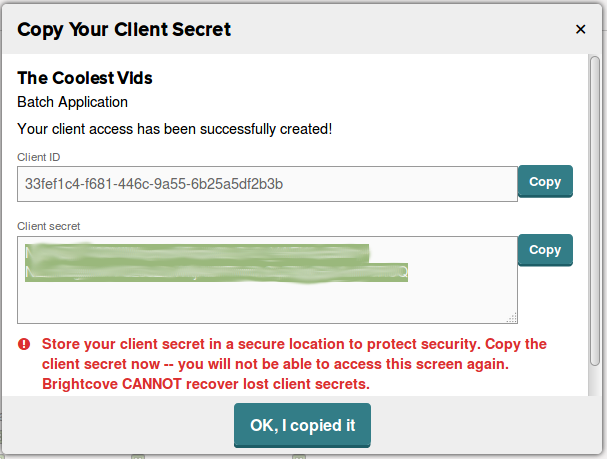 Copy Your Client Secret
×
The Coolest Vids
Batch Application
Your client access has been successfully created!
Client ID
33fef1c4-f681-446c-9a55-6b25a5df2b3b
Copy
Client secret
Copy
Store your client secret in a secure location to protect security. Copy the
client secret now -- you will not be able to access this screen again.
Brightcove CANNOT recover lost client secrets.
OK, I copied it